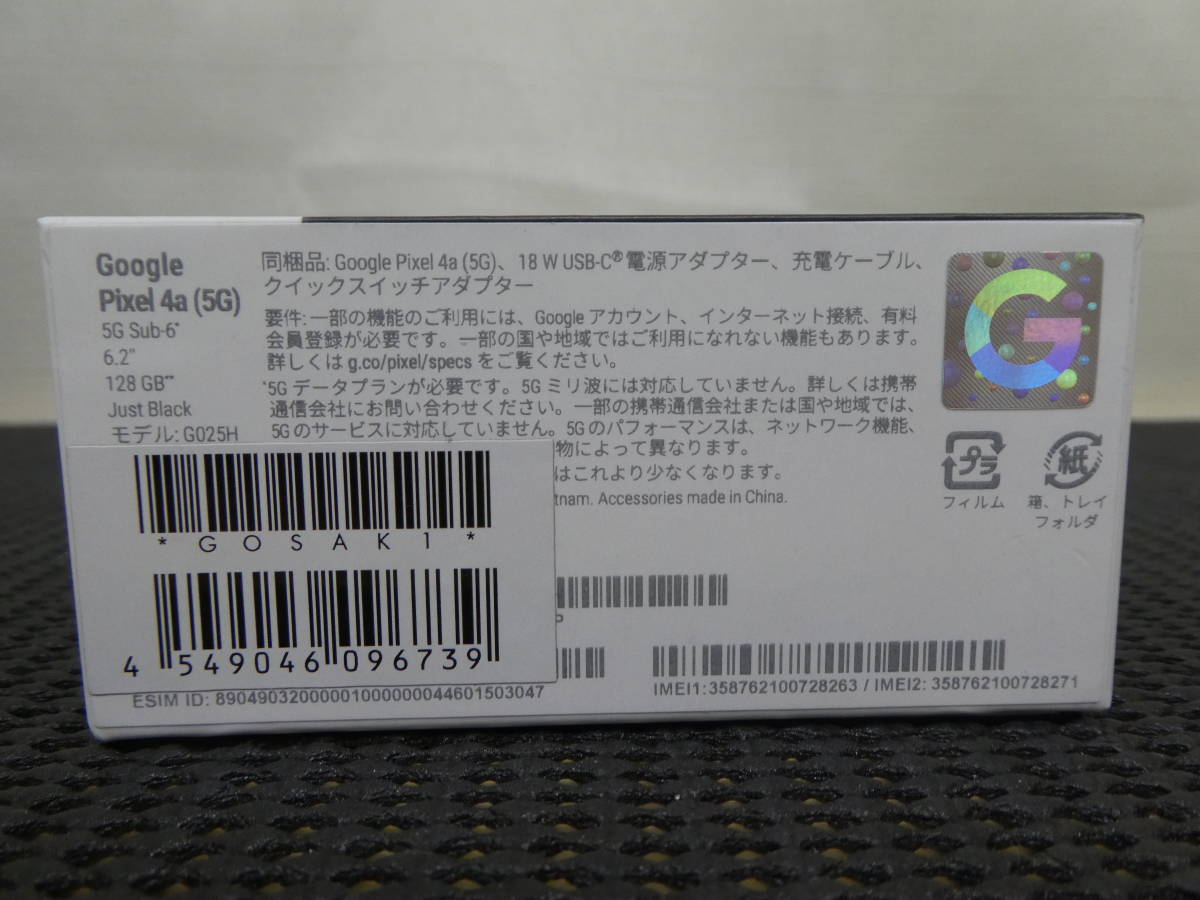 Google
Pixel 4a (5G)
5G Sub-6*
6.2"
128 GB**
Just Black
モデル: G025H
同梱品: Google Pixel 4a (5G)、18 W USB-C®電源アダプター、充電ケーブル、
クイックスイッチアダプター
要件: 一部の機能のご利用には、Google アカウント、インターネット接続、有料
会員登録が必要です。一部の国や地域ではご利用になれない機能もあります。
詳しくは g.co/pixel/specs をご覧ください。
*5G データプランが必要です。5G ミリ波には対応していません。詳しくは携帯
通信会社にお問い合わせください。一部の携帯通信会社または国や地域では、
5G のサービスに対応していません。5G のパフォーマンスは、ネットワーク機能、
物によって異なります。
はこれより少なくなります。
tnam. Accessories made in China.
G
プラ
フィルム
紙
箱、トレイ
フォルダ
* G O S A K 1 *
4 549046 096739
ESIM ID: 89049032000001000000044601503047
IMEI1: 358762100728263 / IMEI2: 358762100728271